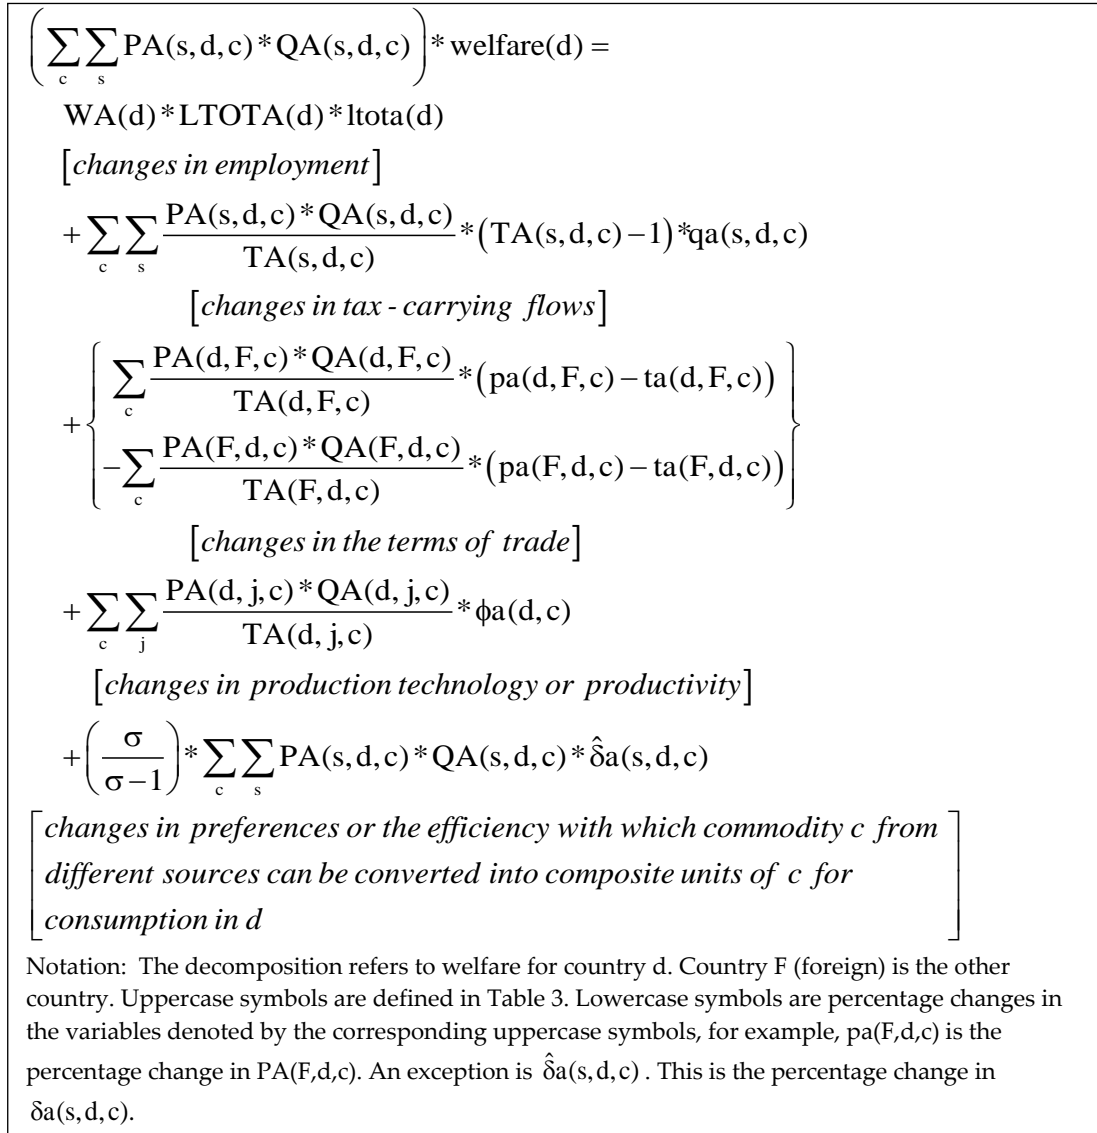 (∑_c ∑_s PA(s,d,c)*QA(s,d,c))*welfare(d) =
WA(d)*LTOTA(d)*ltota(d)
[changes in employment]
+∑_c ∑_s PA(s,d,c)*QA(s,d,c)/TA(s,d,c)*(TA(s,d,c)−1)*qa(s,d,c)
[changes in tax-carrying flows]
+{∑_c PA(d,F,c)*QA(d,F,c)/TA(d,F,c)*(pa(d,F,c)−ta(d,F,c))
−∑_c PA(F,d,c)*QA(F,d,c)/TA(F,d,c)*(pa(F,d,c)−ta(F,d,c))}
[changes in the terms of trade]
+∑_c ∑_j PA(d,j,c)*QA(d,j,c)/TA(d,j,c)*ϕa(d,c)
[changes in production technology or productivity]
+(σ/(σ−1))*∑_c ∑_s PA(s,d,c)*QA(s,d,c)*δ̂a(s,d,c)
[changes in preferences or the efficiency with which commodity c from
different sources can be converted into composite units of c for
consumption in d]
Notation: The decomposition refers to welfare for country d. Country F (foreign) is the other
country. Uppercase symbols are defined in Table 3. Lowercase symbols are percentage changes in
the variables denoted by the corresponding uppercase symbols, for example, pa(F,d,c) is the
percentage change in PA(F,d,c). An exception is δ̂a(s,d,c). This is the percentage change in
δa(s,d,c).